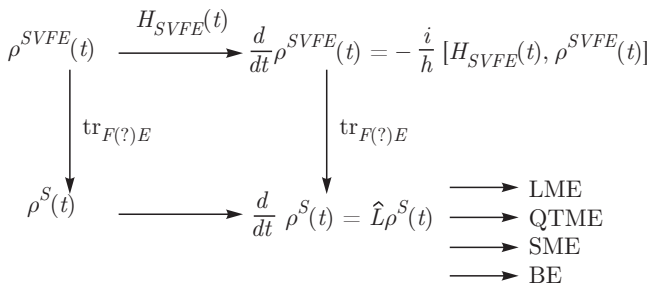 ρ^{SVFE}(t) H_{SVFE}(t) d/dt ρ^{SVFE}(t) = − i/h [H_{SVFE}(t), ρ^{SVFE}(t)]
tr_{F(?)E} tr_{F(?)E}
ρ^S(t) d/dt ρ^S(t) = L̂ρ^S(t)
LME
QTME
SME
BE